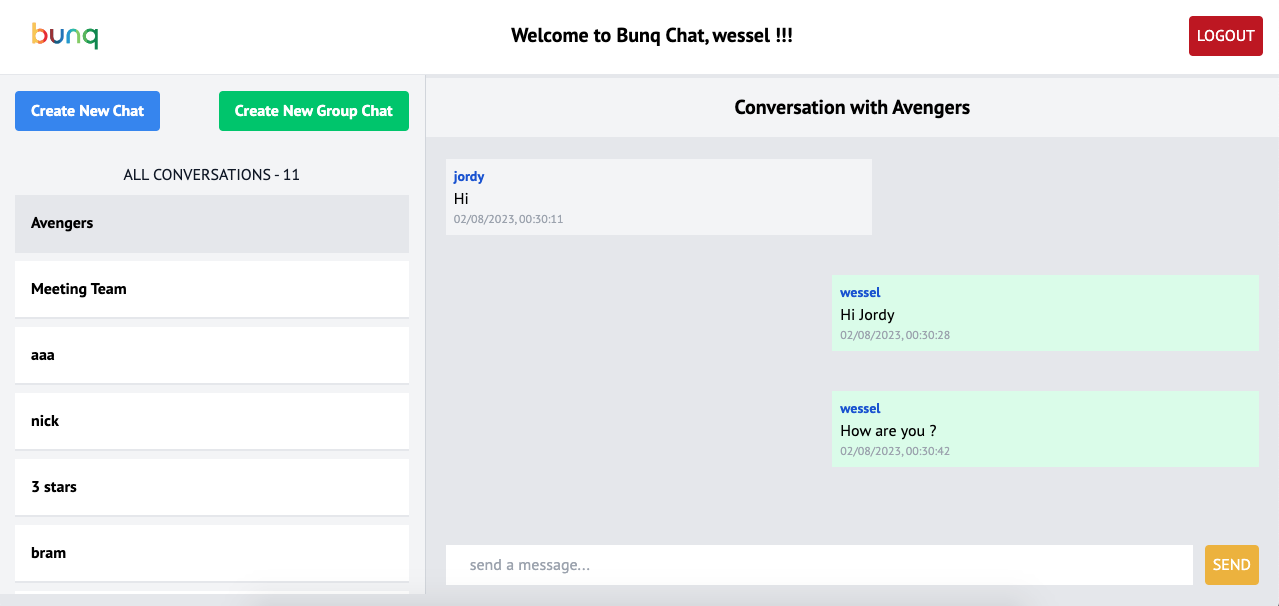 bunq
Welcome to Bunq Chat, wessel !!!
LOGOUT
Create New Chat
Create New Group Chat
ALL CONVERSATIONS - 11
Avengers
Meeting Team
aaa
nick
3 stars
bram
Conversation with Avengers
jordy
Hi
02/08/2023, 00:30:11
wessel
Hi Jordy
02/08/2023, 00:30:28
wessel
How are you ?
02/08/2023, 00:30:42
send a message...
SEND